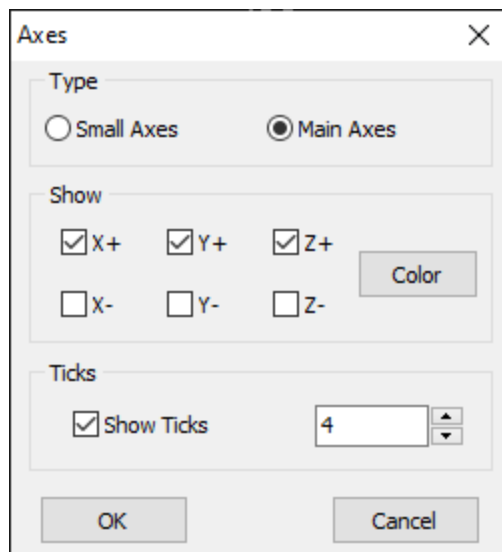 Axes
Type
Small Axes Main Axes
Show
X+ Y+ Z+
Color
X- Y- Z-
Ticks
Show Ticks 4
OK Cancel